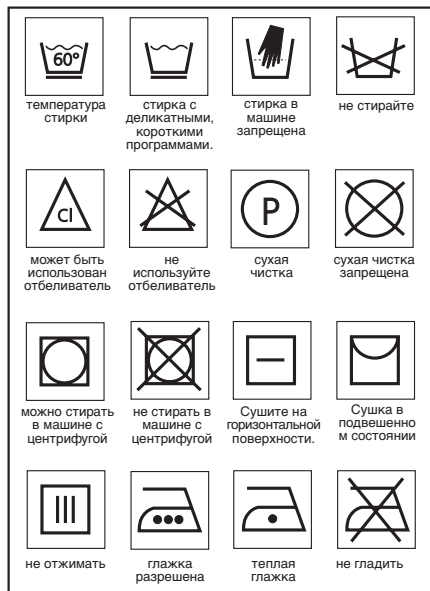 60°
температура
стирки
стирка с
деликатными,
короткими
программами.
стирка в
машине
запрещена
не стирайте
Cl
может быть
использован
отбеливатель
не
используйте
отбеливатель
P
сухая
чистка
сухая чистка
запрещена
можно стирать
в машине с
центрифугой
не стирать в
машине с
центрифугой
Сушите на
горизонтальной
поверхности.
Сушка в
подвешенно
м состоянии
не отжимать
глажка
разрешена
теплая
глажка
не гладить